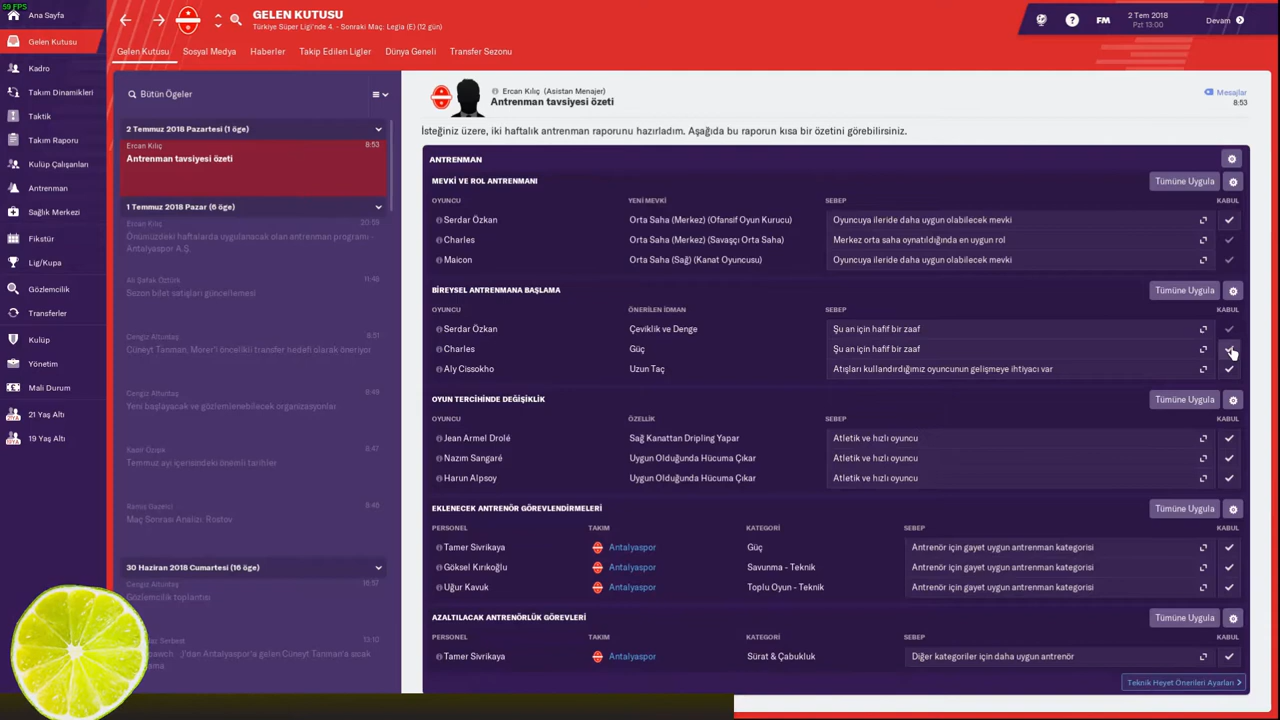 59 FPS
Ana Sayfa
Gelen Kutusu
Kadro
Takım Dinamikleri
Taktik
Takım Raporu
Kulüp Çalışanları
Antrenman
Sağlık Merkezi
Fikstür
Lig/Kupa
Gözlemcilik
Transferler
Kulüp
Yönetim
Mali Durum
21 Yaş Altı
19 Yaş Altı
GELEN KUTUSU
Türkiye Süper Ligi'nde 4. - Sonraki Maç: Legia (E) (12 gün)
FM
2 Tem 2018
Pzt 13:00
Devam
Gelen Kutusu Sosyal Medya Haberler Takip Edilen Ligler Dünya Geneli Transfer Sezonu
Bütün Ögeler
2 Temmuz 2018 Pazartesi (1 öge)
Ercan Kılıç 8:53
Antrenman tavsiyesi özeti
1 Temmuz 2018 Pazar (6 öge)
Ercan Kılıç 20:59
Önünüzdeki haftalarda uygulanacak olan antrenman programı -
Antalyaspor A.Ş.
Ali Şafak Öztürk 11:43
Sezon bilet satışları güncellemesi
Cengiz Altuntaş 8:51
Cüneyt Tanman, Morer'i öncelikli transfer hedefi olarak öneriyor
Cengiz Altuntaş 8:49
Yeni başlayacak ve gözlemlenebilecek organizasyonlar
8:47
Temmuz ayı içerisindeki önemli tarihler
Ramış Gazelci 8:46
Maç Sonrası Analizi: Rostov
30 Haziran 2018 Cumartesi (16 öge)
Cengiz Altuntaş 16:57
Gözlemcilik toplantısı
Serbest 13:10
J'dan Antalyaspor'a gelen Cüneyt Tanman'a sıcak
Ercan Kılıç (Asistan Menajer)
Antrenman tavsiyesi özeti
Mesajlar
8:53
İsteğiniz üzere, iki haftalık antrenman raporunu hazırladım. Aşağıda bu raporun kısa bir özetini görebilirsiniz.
ANTRENMAN
MEVKİ VE ROL ANTRENMANI Tümüne Uygula
OYUNCU YENİ MEVKİ SEBEP KABUL
Serdar Özkan Orta Saha (Merkez) (Ofansif Oyun Kurucu) Oyuncuya ileride daha uygun olabilecek mevki
Charles Orta Saha (Merkez) (Savaşçı Orta Saha) Merkez orta saha oynatıldığında en uygun rol
Maicon Orta Saha (Sağ) (Kanat Oyuncusu) Oyuncuya ileride daha uygun olabilecek mevki
BİREYSEL ANTRENMANA BAŞLAMA Tümüne Uygula
OYUNCU ÖNERİLEN İDMAN SEBEP KABUL
Serdar Özkan Çeviklik ve Denge Şu an için hafif bir zaaf
Charles Güç Şu an için hafif bir zaaf
Aly Cissokho Uzun Taç Atışları kullandırdığımız oyuncunun gelişmeye ihtiyacı var
OYUN TERCİHİNDE DEĞİŞİKLİK Tümüne Uygula
OYUNCU ÖZELLİK SEBEP KABUL
Jean Armel Drolé Sağ Kanattan Dripling Yapar Atletik ve hızlı oyuncu
Nazım Sangaré Uygun Olduğunda Hücuma Çıkar Atletik ve hızlı oyuncu
Harun Alpsoy Uygun Olduğunda Hücuma Çıkar Atletik ve hızlı oyuncu
EKLENECEK ANTRENÖR GÖREVLENDİRMELERİ Tümüne Uygula
PERSONEL TAKIM KATEGORİ SEBEP KABUL
Tamer Sivrikaya Antalyaspor Güç Antrenör için gayet uygun antrenman kategorisi
Göksel Kırıkoğlu Antalyaspor Savunma - Teknik Antrenör için gayet uygun antrenman kategorisi
Uğur Kavuk Antalyaspor Toplu Oyun - Teknik Antrenör için gayet uygun antrenman kategorisi
AZALTILACAK ANTRENÖRLÜK GÖREVLERİ Tümüne Uygula
PERSONEL TAKIM KATEGORİ SEBEP KABUL
Tamer Sivrikaya Antalyaspor Sürat & Çabukluk Diğer kategoriler için daha uygun antrenör
Teknik Heyet Önerileri Ayarları